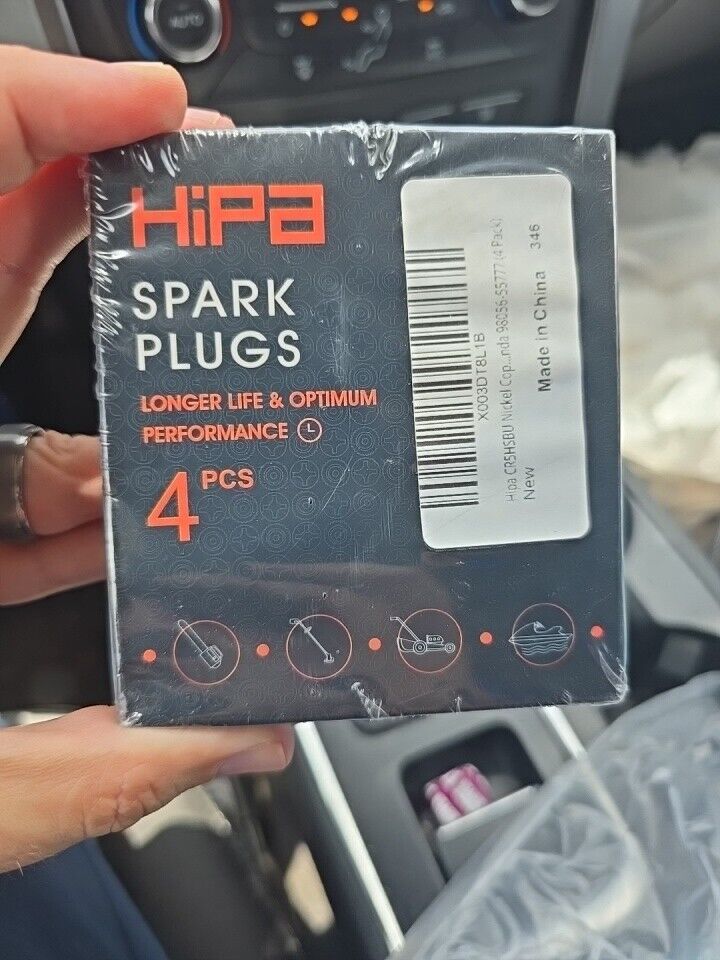 AUTO
HiPa
SPARK
PLUGS
LONGER LIFE & OPTIMUM
PERFORMANCE
4 PCS
X003DT8L1B
Hipa CR5HSBU Nickel Cop...nda 98056-55777 (4 Pack)
New
Made in China
346